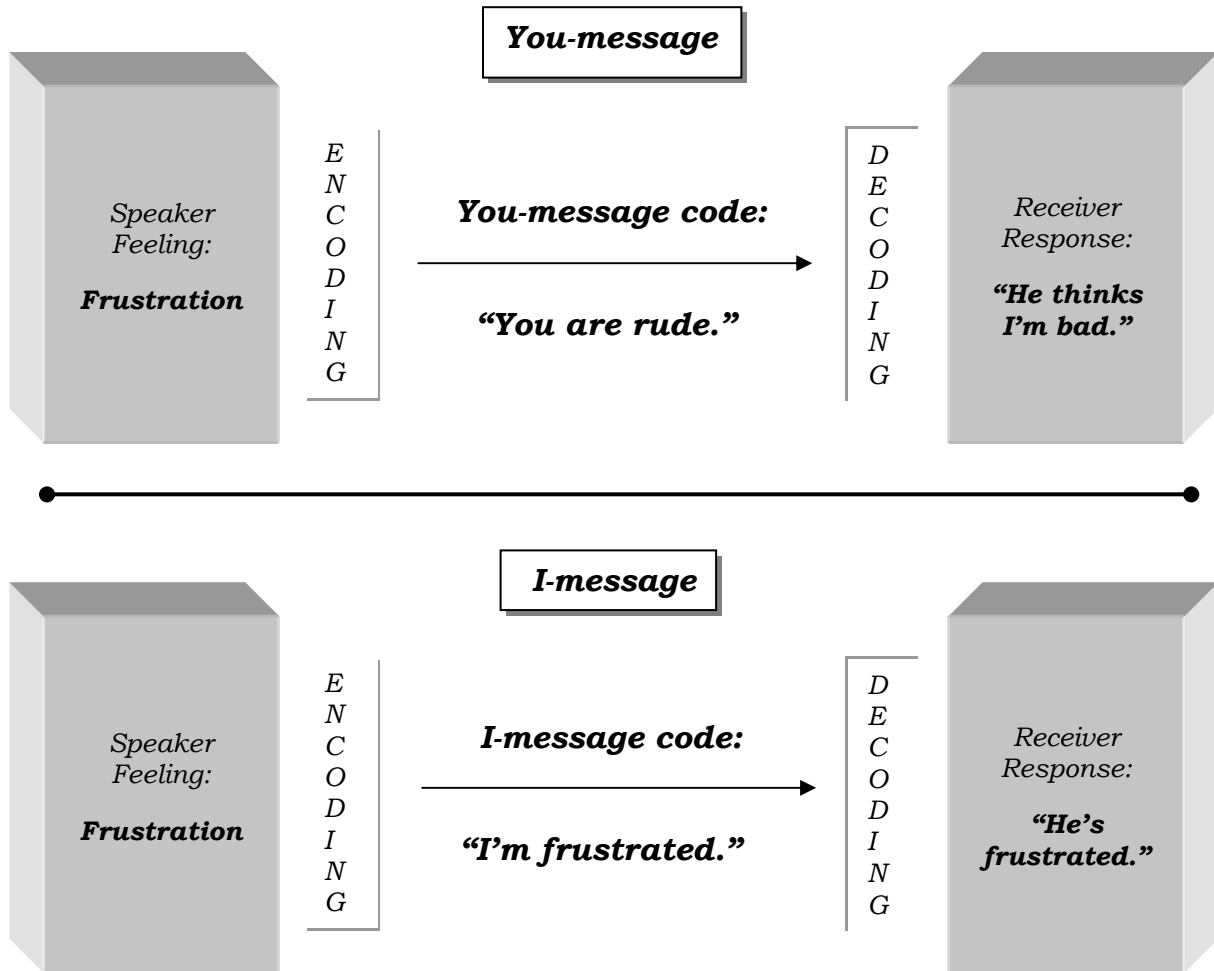 You-message
Speaker
Feeling:
Frustration
E
N
C
O
D
I
N
G
You-message code:
“You are rude.”
D
E
C
O
D
I
N
G
Receiver
Response:
“He thinks
I’m bad.”
I-message
Speaker
Feeling:
Frustration
E
N
C
O
D
I
N
G
I-message code:
“I’m frustrated.”
D
E
C
O
D
I
N
G
Receiver
Response:
“He’s
frustrated.”